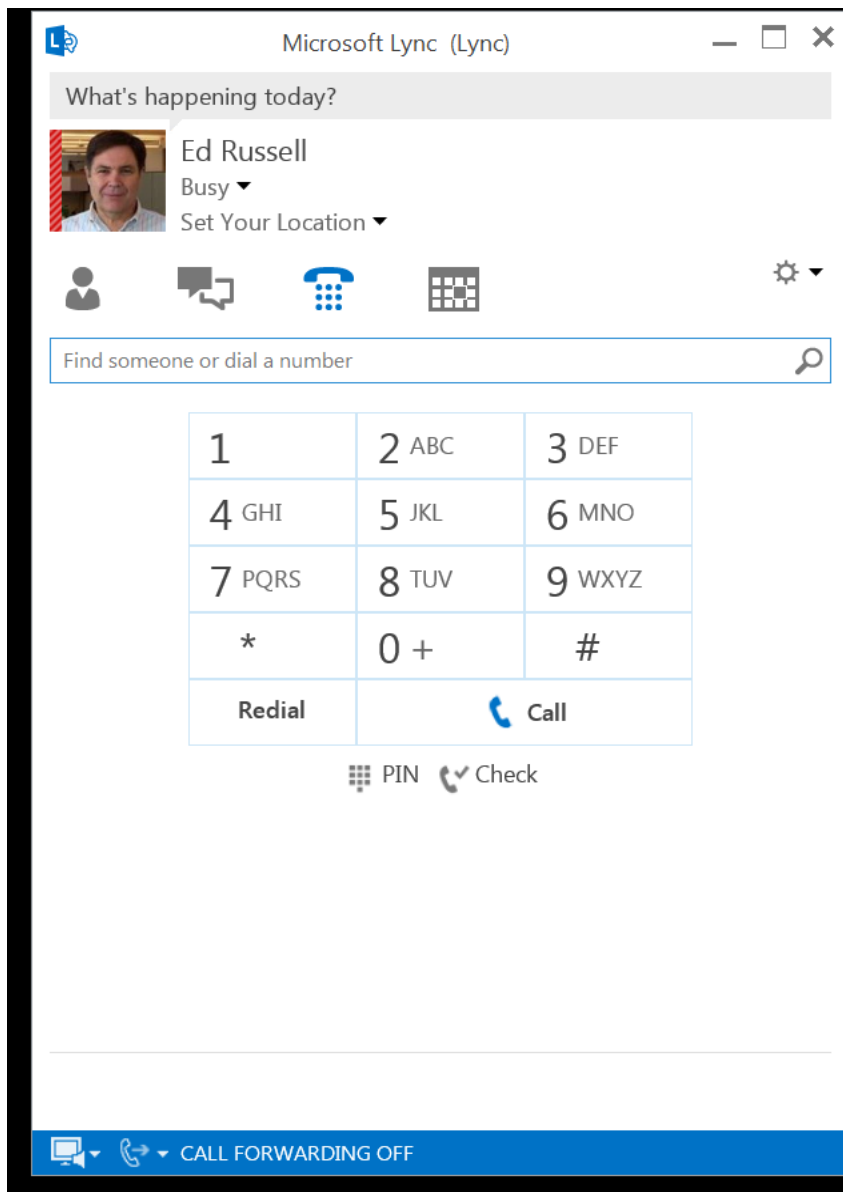 Microsoft Lync (Lync)
What's happening today?
Ed Russell
Busy
Set Your Location
Find someone or dial a number
1 2 ABC 3 DEF
4 GHI 5 JKL 6 MNO
7 PQRS 8 TUV 9 WXYZ
* 0 + #
Redial Call
PIN Check
CALL FORWARDING OFF